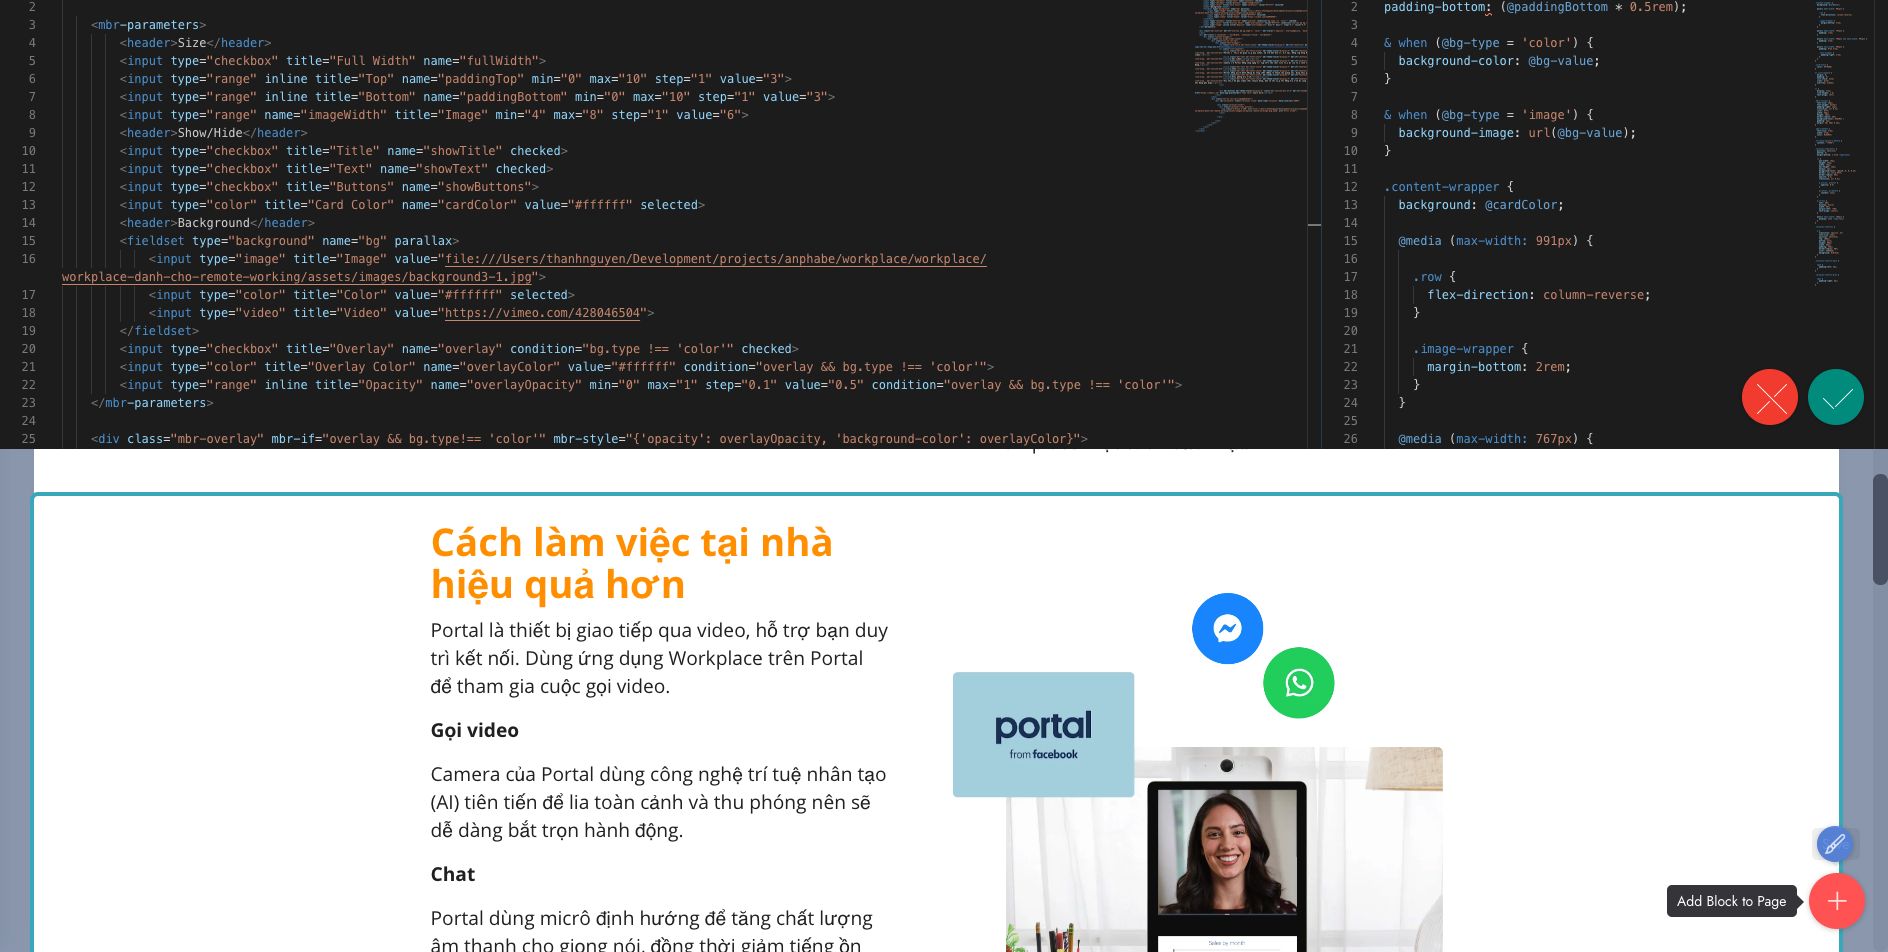 2
3 <mbr-parameters>
4 <header>Size</header>
5 <input type="checkbox" title="Full Width" name="fullWidth">
6 <input type="range" inline title="Top" name="paddingTop" min="0" max="10" step="1" value="3">
7 <input type="range" inline title="Bottom" name="paddingBottom" min="0" max="10" step="1" value="3">
8 <input type="range" name="imageWidth" title="Image" min="4" max="8" step="1" value="6">
9 <header>Show/Hide</header>
10 <input type="checkbox" title="Title" name="showTitle" checked>
11 <input type="checkbox" title="Text" name="showText" checked>
12 <input type="checkbox" title="Buttons" name="showButtons">
13 <input type="color" title="Card Color" name="cardColor" value="#ffffff" selected>
14 <header>Background</header>
15 <fieldset type="background" name="bg" parallax>
16 <input type="image" title="Image" value="file:///Users/thanhnguyen/Development/projects/anphabe/workplace/workplace/
workplace-danh-cho-remote-working/assets/images/background3-1.jpg">
17 <input type="color" title="Color" value="#ffffff" selected>
18 <input type="video" title="Video" value="https://vimeo.com/428046504">
19 </fieldset>
20 <input type="checkbox" title="Overlay" name="overlay" condition="bg.type !== 'color'" checked>
21 <input type="color" title="Overlay Color" name="overlayColor" value="#ffffff" condition="overlay && bg.type !== 'color'">
22 <input type="range" inline title="Opacity" name="overlayOpacity" min="0" max="1" step="0.1" value="0.5" condition="overlay && bg.type !== 'color'">
23 </mbr-parameters>
24
25 <div class="mbr-overlay" mbr-if="overlay && bg.type!== 'color'" mbr-style="{'opacity': overlayOpacity, 'background-color': overlayColor}">
2 padding-bottom: (@paddingBottom * 0.5rem);
3
4 & when (@bg-type = 'color') {
5 background-color: @bg-value;
6 }
7
8 & when (@bg-type = 'image') {
9 background-image: url(@bg-value);
10 }
11
12 .content-wrapper {
13 background: @cardColor;
14
15 @media (max-width: 991px) {
16
17 .row {
18 flex-direction: column-reverse;
19 }
20
21 .image-wrapper {
22 margin-bottom: 2rem;
23 }
24 }
25
26 @media (max-width: 767px) {
Cách làm việc tại nhà
hiệu quả hơn
Portal là thiết bị giao tiếp qua video, hỗ trợ bạn duy
trì kết nối. Dùng ứng dụng Workplace trên Portal
để tham gia cuộc gọi video.
Gọi video
Camera của Portal dùng công nghệ trí tuệ nhân tạo
(AI) tiên tiến để lia toàn cảnh và thu phóng nên sẽ
dễ dàng bắt trọn hành động.
Chat
Portal dùng micrô định hướng để tăng chất lượng
âm thanh cho giọng nói, đồng thời giảm tiếng ồn
portal
from facebook
Sales by month
Add Block to Page